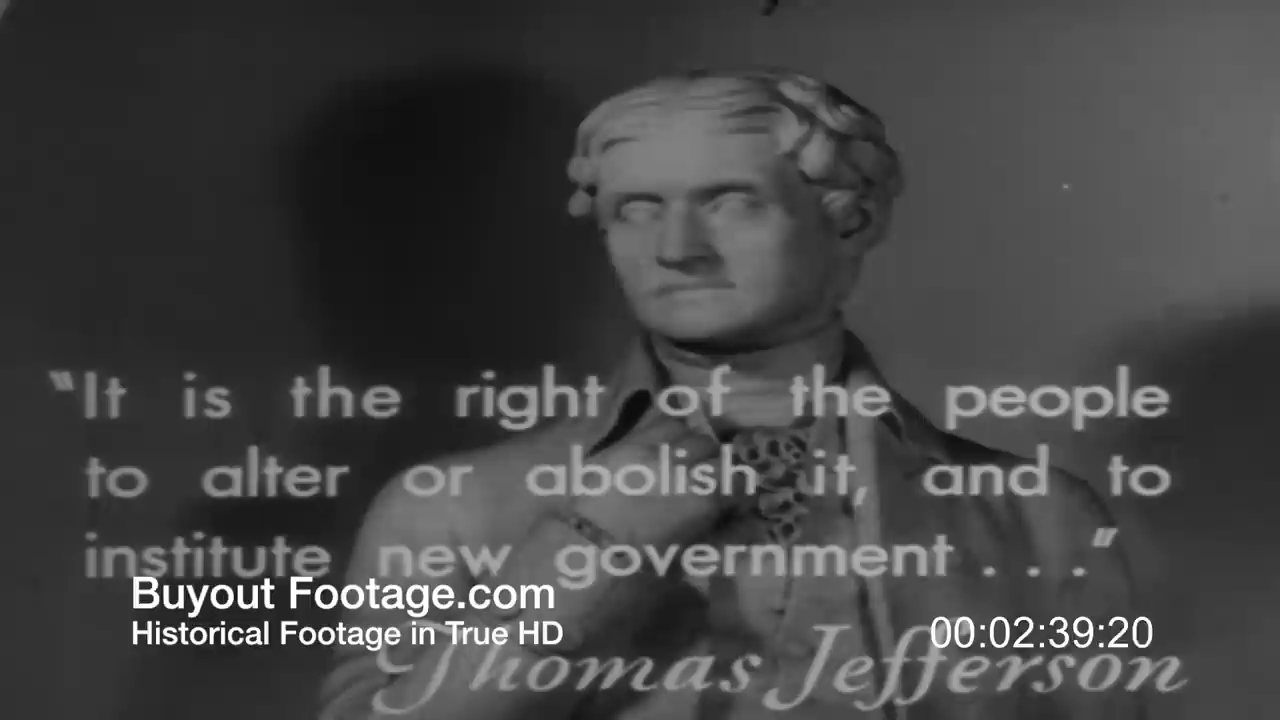 “It is the right of the people
to alter or abolish it, and to
institute new government . . .”
Buyout Footage.com
Historical Footage in True HD
00:02:39:20
Thomas Jefferson